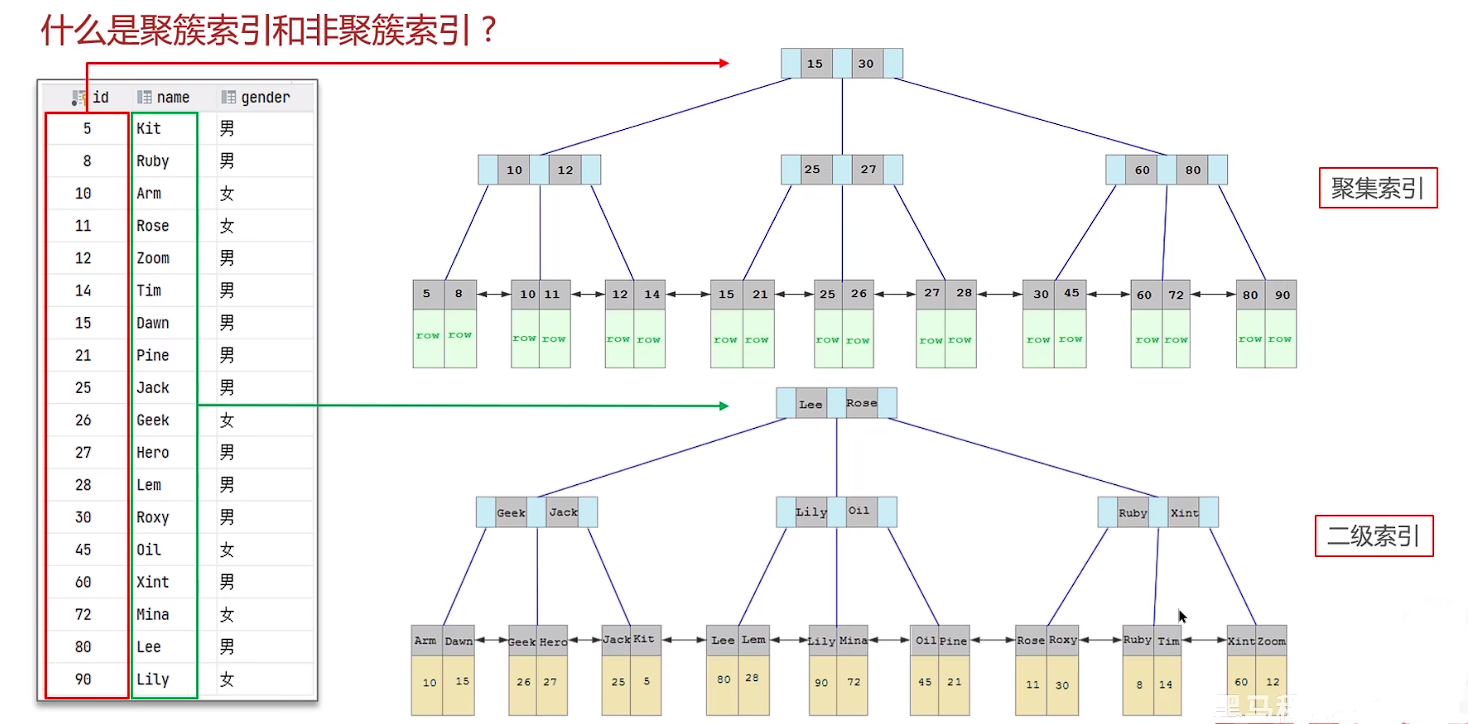 什么是聚簇索引和非聚簇索引？
id name gender
5 Kit 男
8 Ruby 男
10 Arm 女
11 Rose 女
12 Zoom 男
14 Tim 男
15 Dawn 男
21 Pine 男
25 Jack 男
26 Geek 女
27 Hero 男
28 Lem 男
30 Roxy 男
45 Oil 女
60 Xint 男
72 Mina 女
80 Lee 男
90 Lily 女
15 30
10 12 25 27 60 80
聚集索引
5 8 10 11 12 14 15 21 25 26 27 28 30 45 60 72 80 90
row row row row row row row row row row row row row row row row row row
Lee Rose
Geek Jack Lily Oil Ruby Xint
二级索引
Arm Dawn Geek Hero Jack Kit Lee Lem Lily Mina Oil Pine Rose Roxy Ruby Tim Xint Zoom
10 15 26 27 25 5 80 28 90 72 45 21 11 30 8 14 60 12
黑马